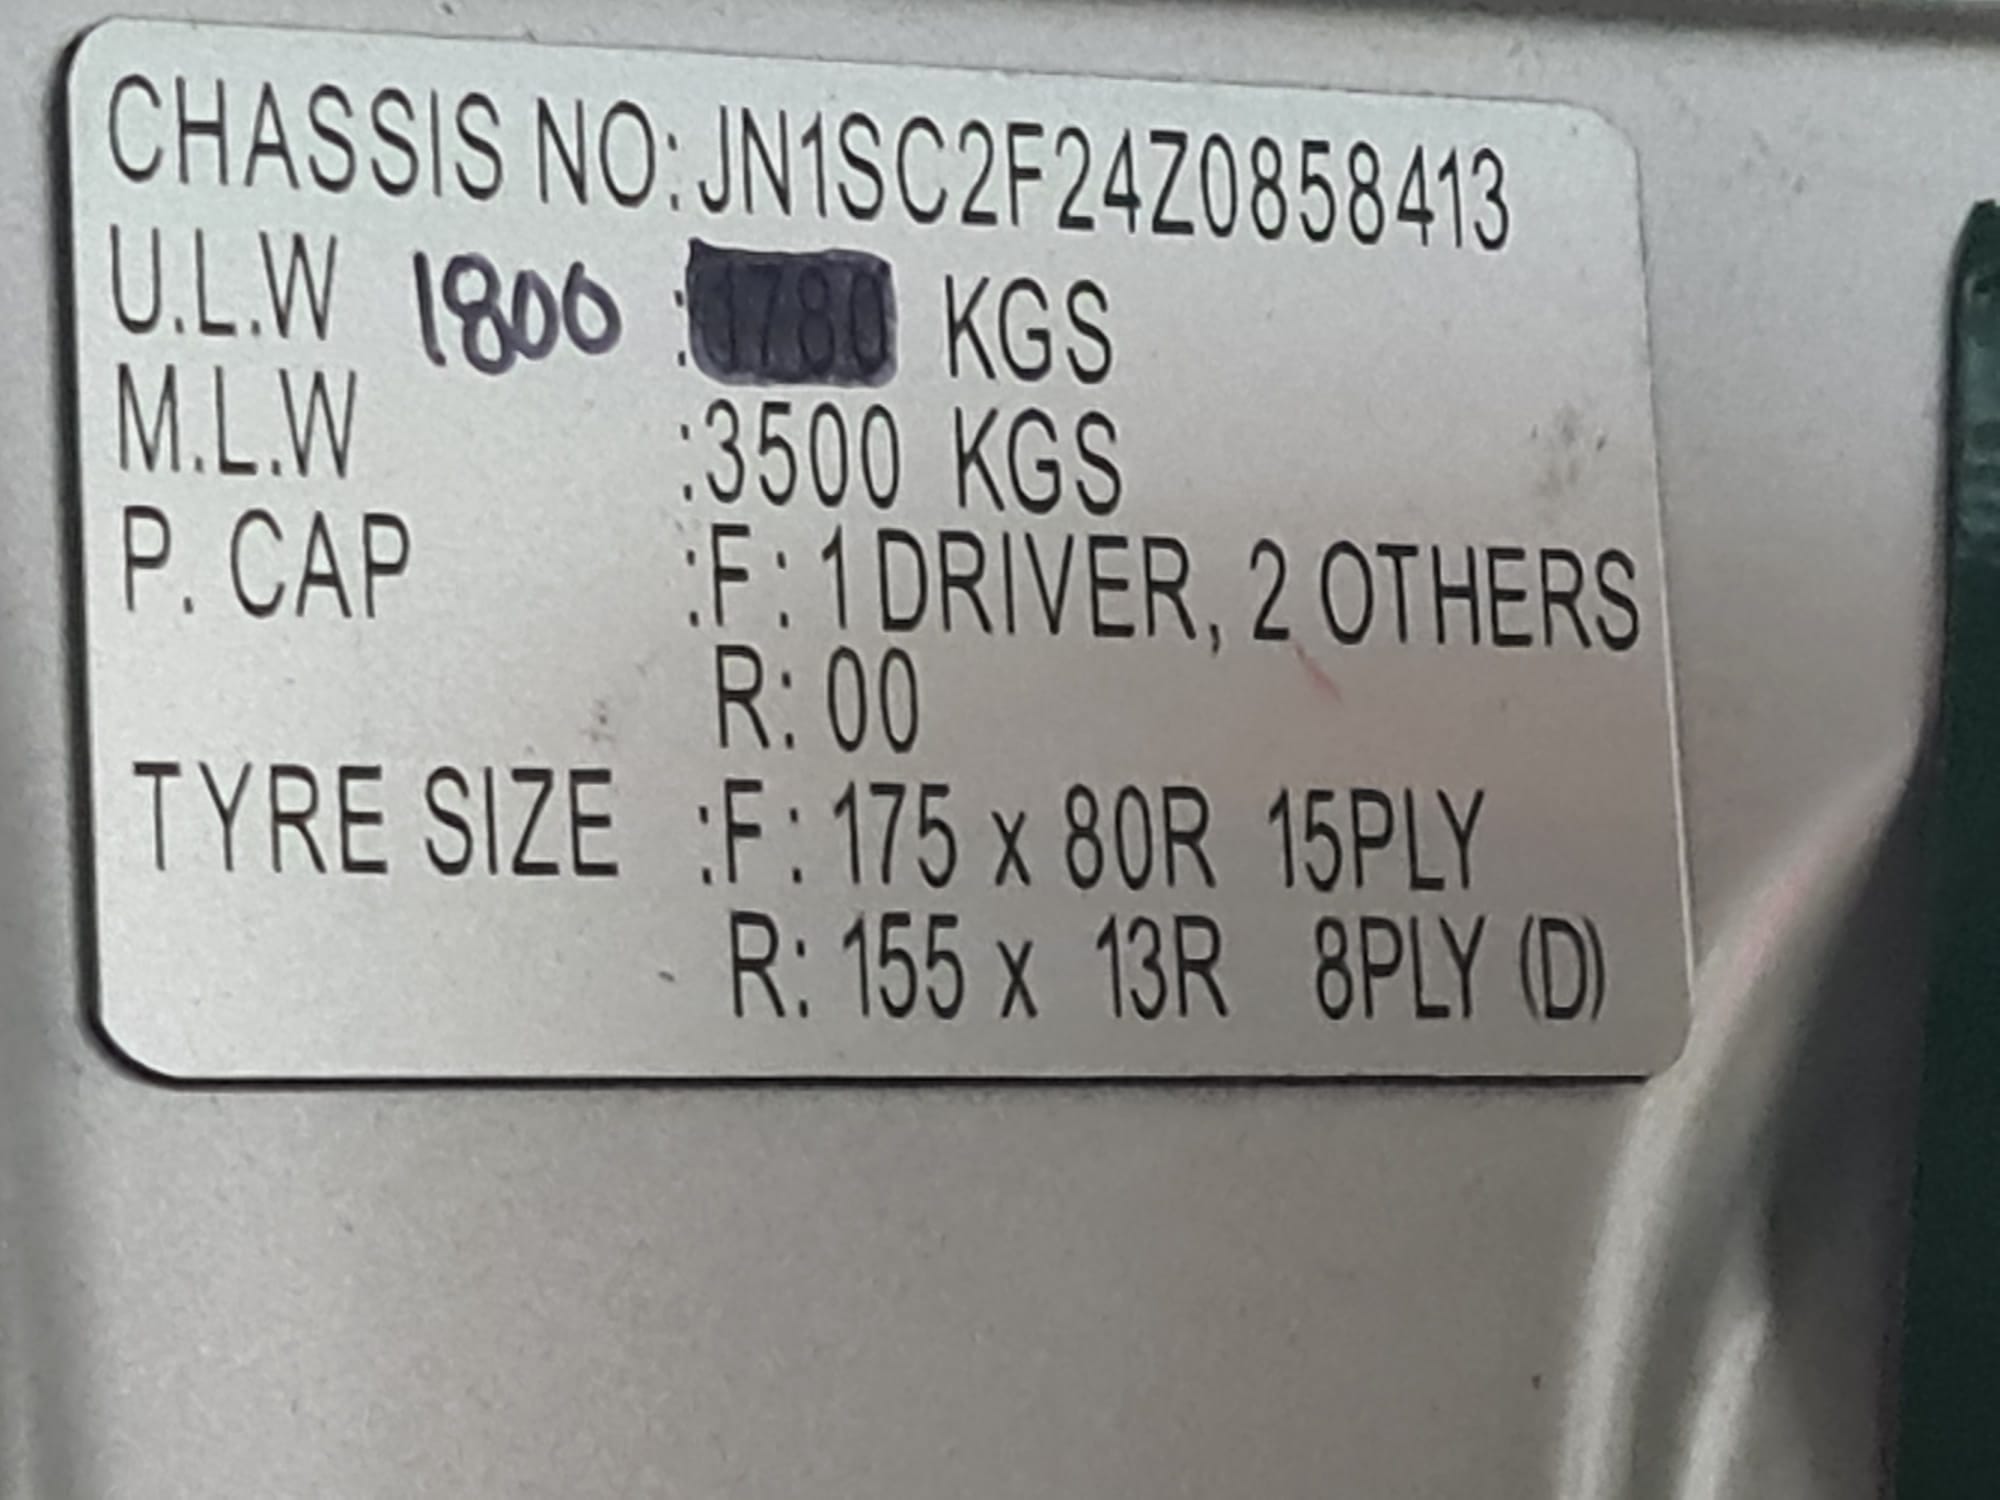 CHASSIS NO: JN1SC2F24Z0858413
U.L.W 1800 : KGS
M.L.W :3500 KGS
P. CAP :F: 1 DRIVER, 2 OTHERS
R: 00
TYRE SIZE :F: 175 x 80R 15PLY
R: 155 x 13R 8PLY (D)